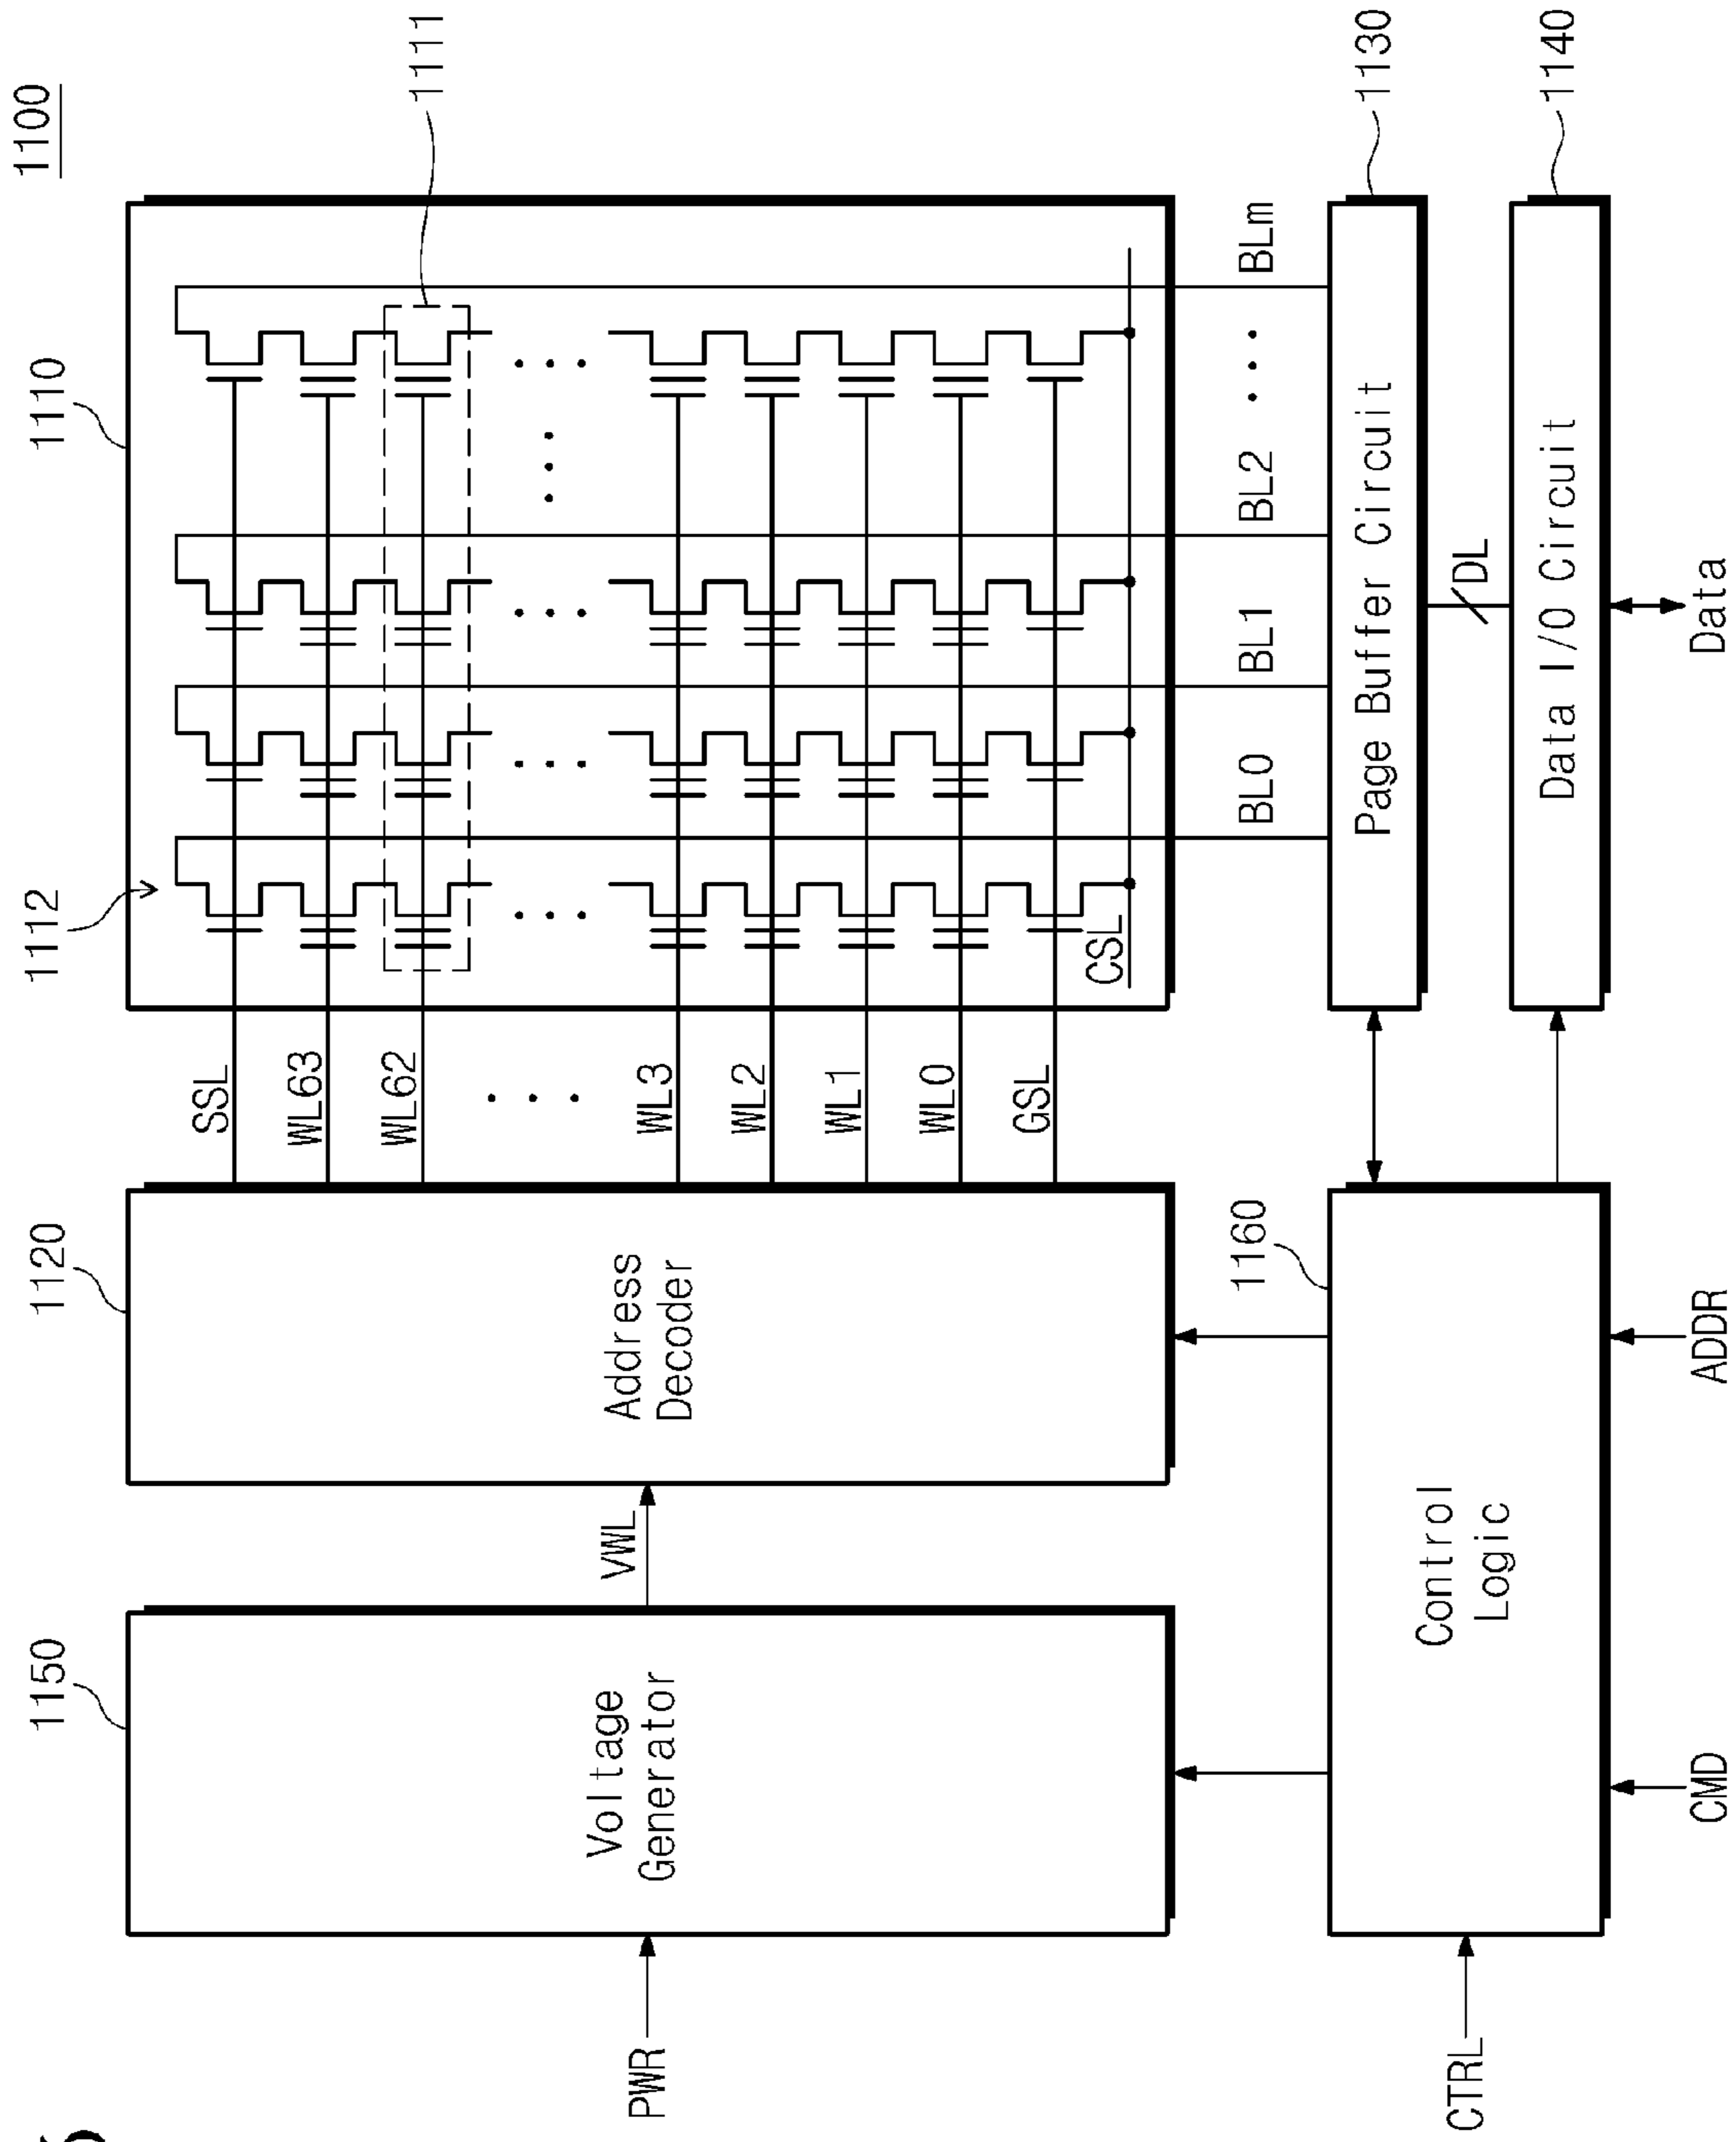 1100
1150
1120
1112
1110
1111
Voltage
Generator
PWR
VWL
Address
Decoder
SSL
WL63
WL62
WL3
WL2
WL1
WL0
GSL
CSL
BL0
BL1
BL2
BLm
1160
Control
Logic
CTRL
CMD
ADDR
Page Buffer Circuit
1130
DL
Data I/O Circuit
1140
Data